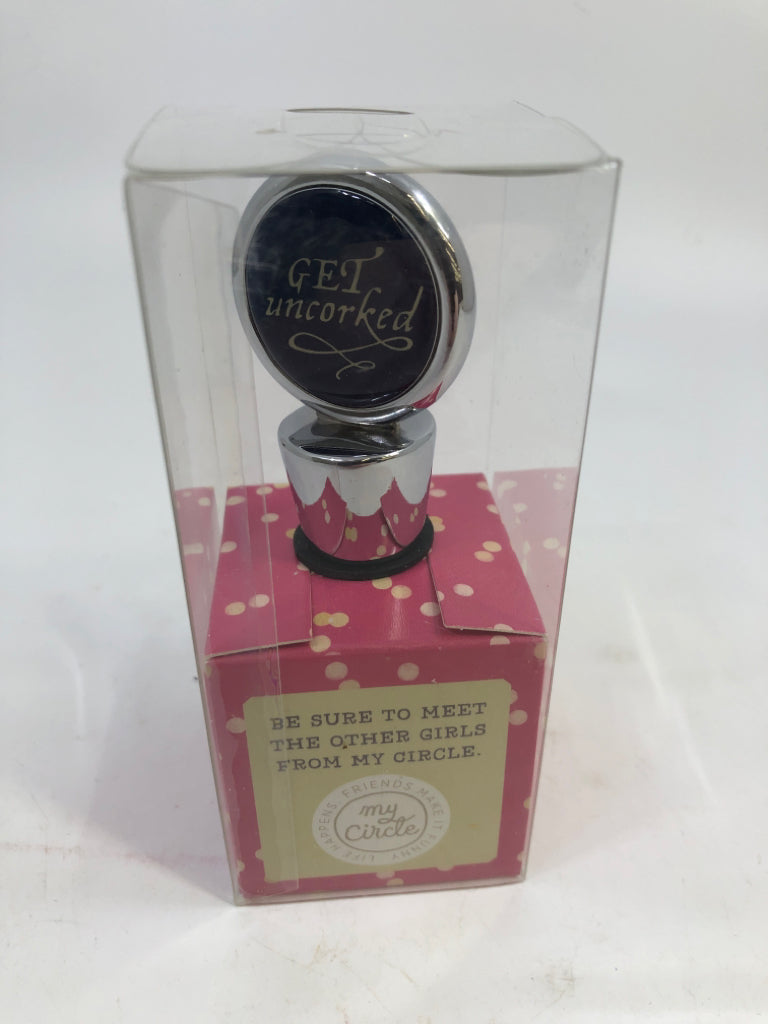 GET
uncorked
BE SURE TO MEET
THE OTHER GIRLS
FROM MY CIRCLE.
LIFE HAPPENS. FRIENDS MAKE IT FUNNY.
my
Circle